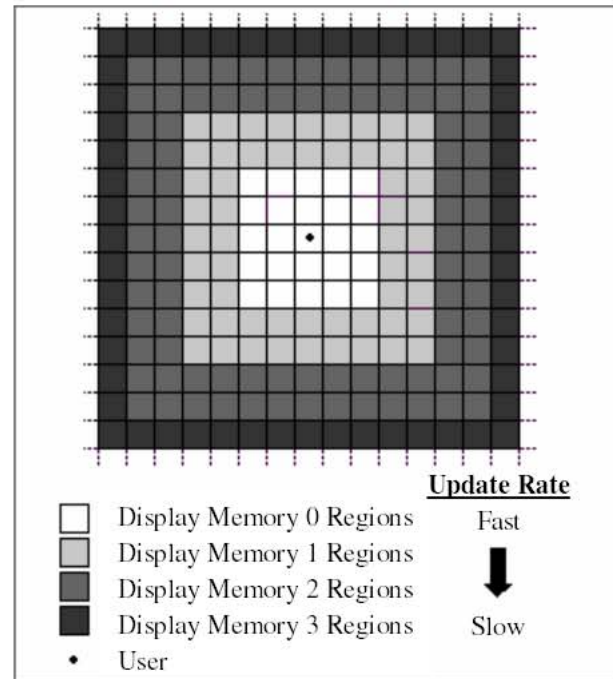 Update Rate
Display Memory 0 Regions
Fast
Display Memory 1 Regions
Display Memory 2 Regions
Display Memory 3 Regions
Slow
User